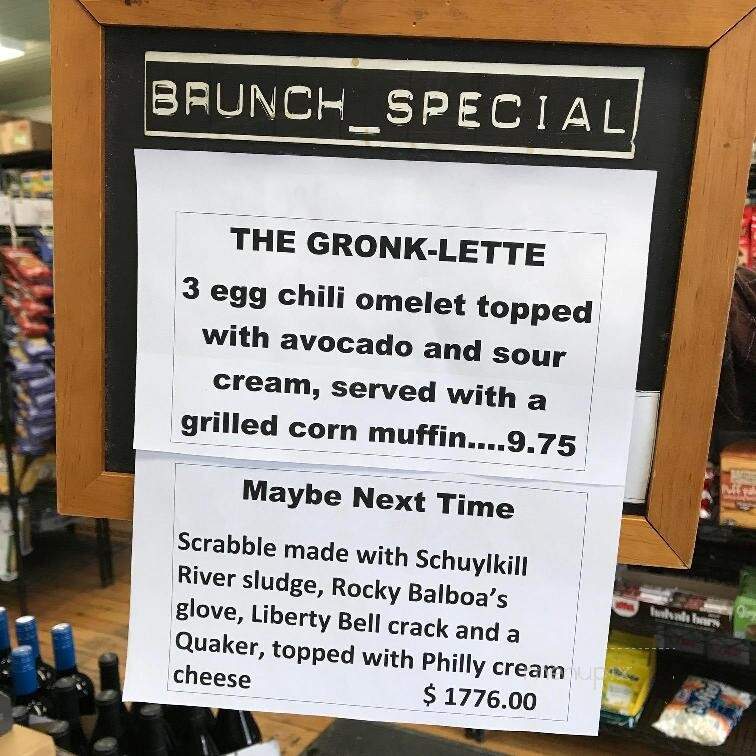 BRUNCH_SPECIAL
THE GRONK-LETTE
3 egg chili omelet topped
with avocado and sour
cream, served with a
grilled corn muffin....9.75
Maybe Next Time
Scrabble made with Schuylkill
River sludge, Rocky Balboa's
glove, Liberty Bell crack and a
Quaker, topped with Philly cream
cheese
$ 1776.00
halvah bars